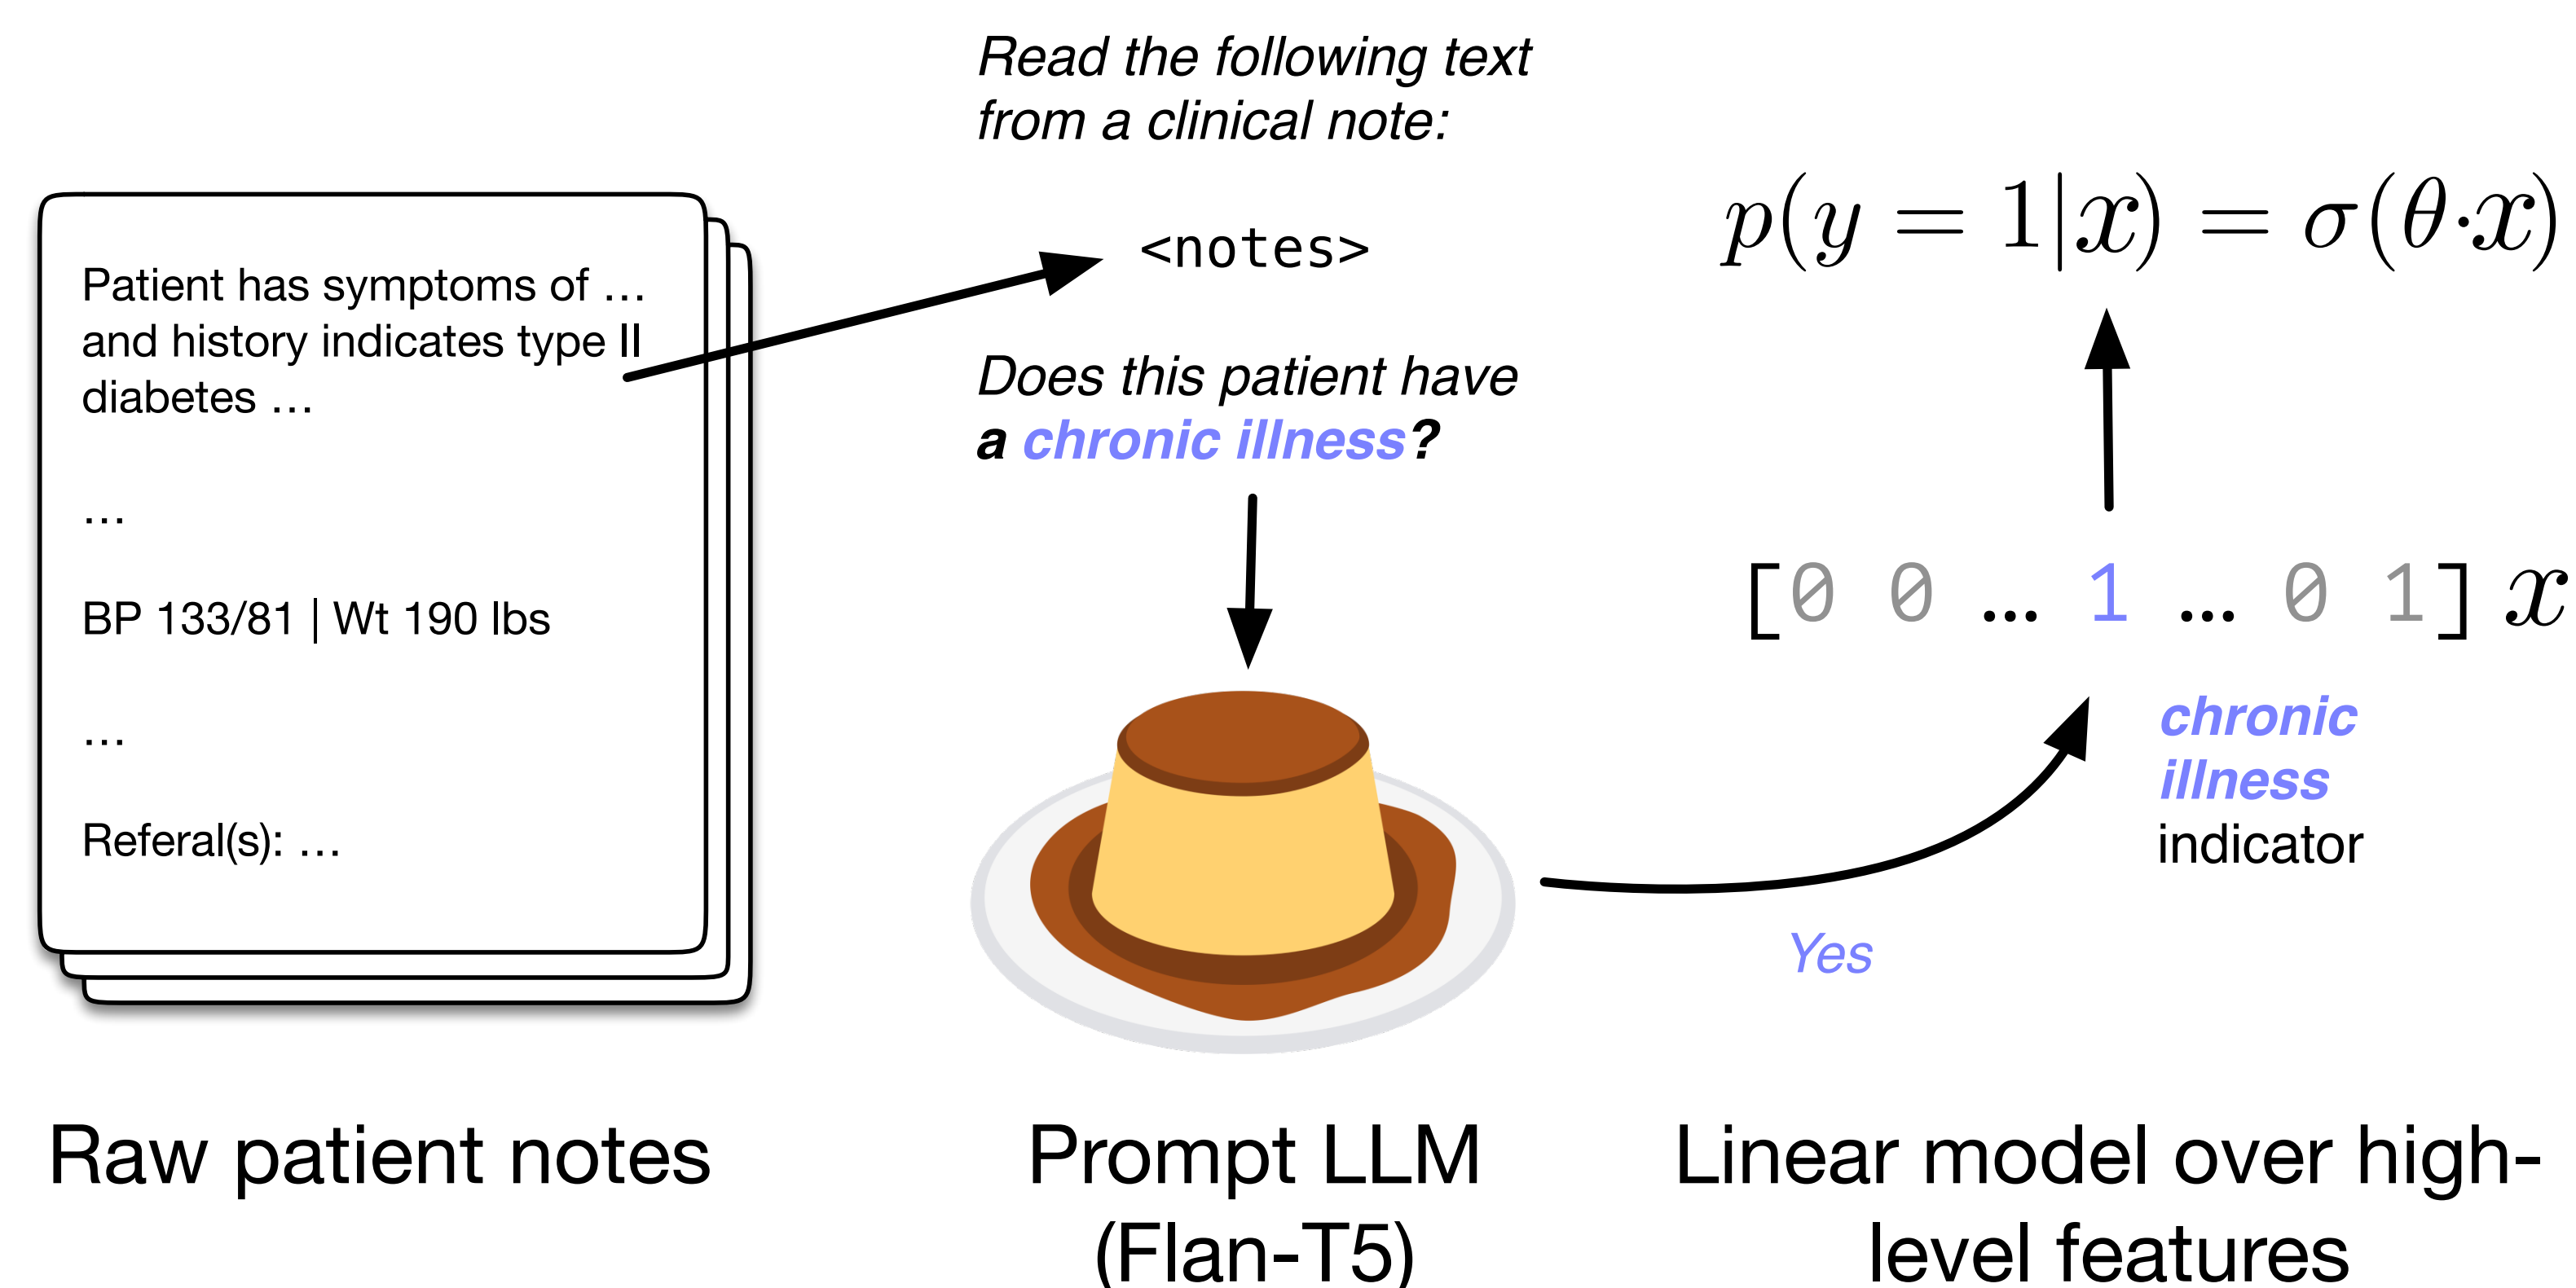 Patient has symptoms of …
and history indicates type II
diabetes …
…
BP 133/81 | Wt 190 lbs
…
Referal(s): …
Raw patient notes
Read the following text
from a clinical note:
<notes>
Does this patient have
a chronic illness?
Prompt LLM
(Flan-T5)
Yes
p(y = 1|x) = σ(θ·x)
[0 0 … 1 … 0 1] x
chronic
illness
indicator
Linear model over high-
level features